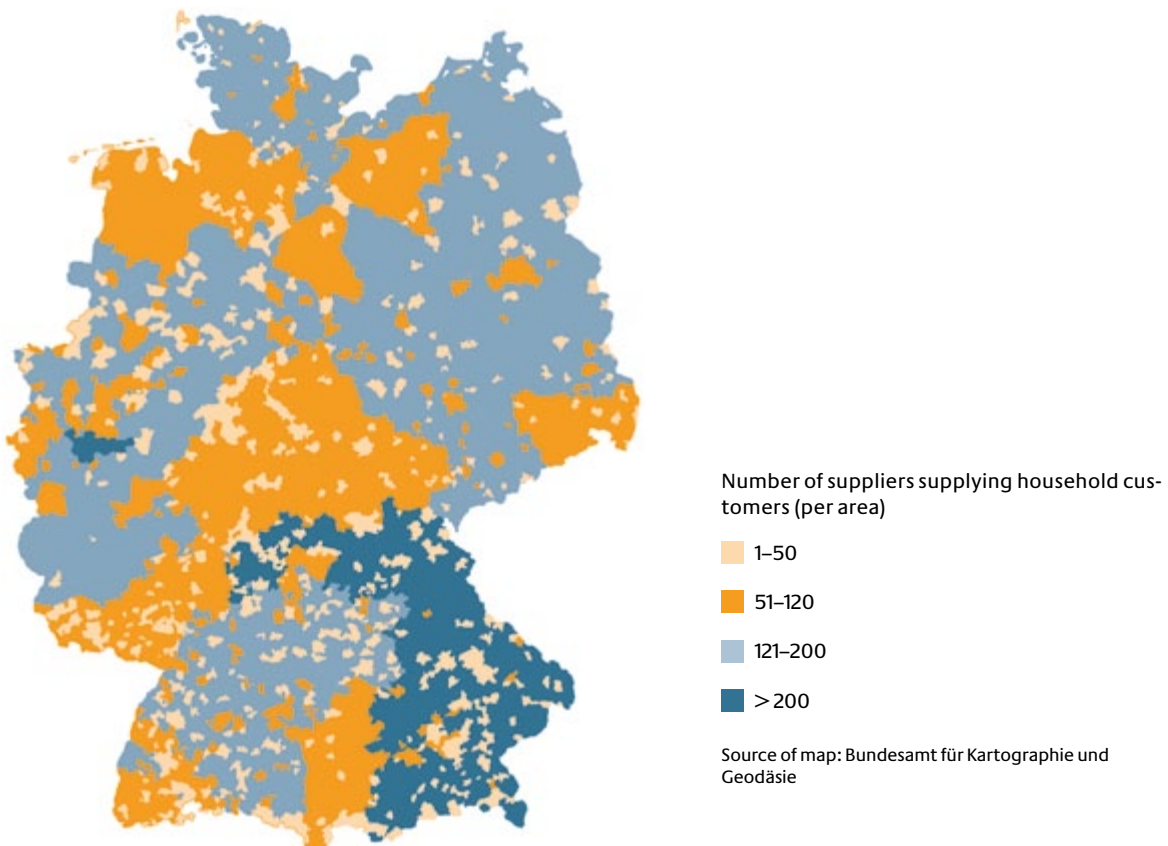 Number of suppliers supplying household cus-
tomers (per area)
1–50
51–120
121–200
> 200
Source of map: Bundesamt für Kartographie und
Geodäsie